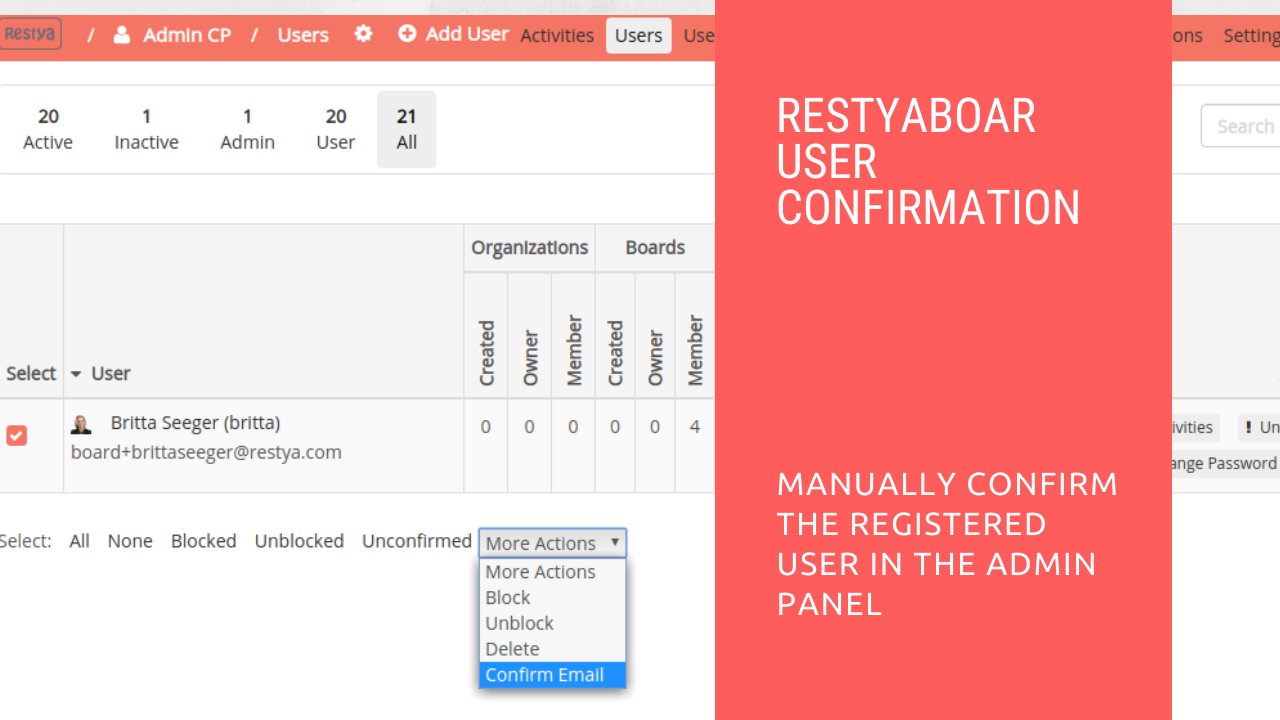 Restya / Admin CP / Users Add User Activities Users Use ons Setting
20 1 1 20 21
Active Inactive Admin User All
Search
RESTYABOAR
USER
CONFIRMATION
Organizations Boards
Created Owner Member Created Owner Member
Select User
Britta Seeger (britta) 0 0 0 0 0 4 ivities ! Un
board+brittaseeger@restya.com ange Password
MANUALLY CONFIRM
THE REGISTERED
USER IN THE ADMIN
PANEL
Select: All None Blocked Unblocked Unconfirmed More Actions
More Actions
Block
Unblock
Delete
Confirm Email